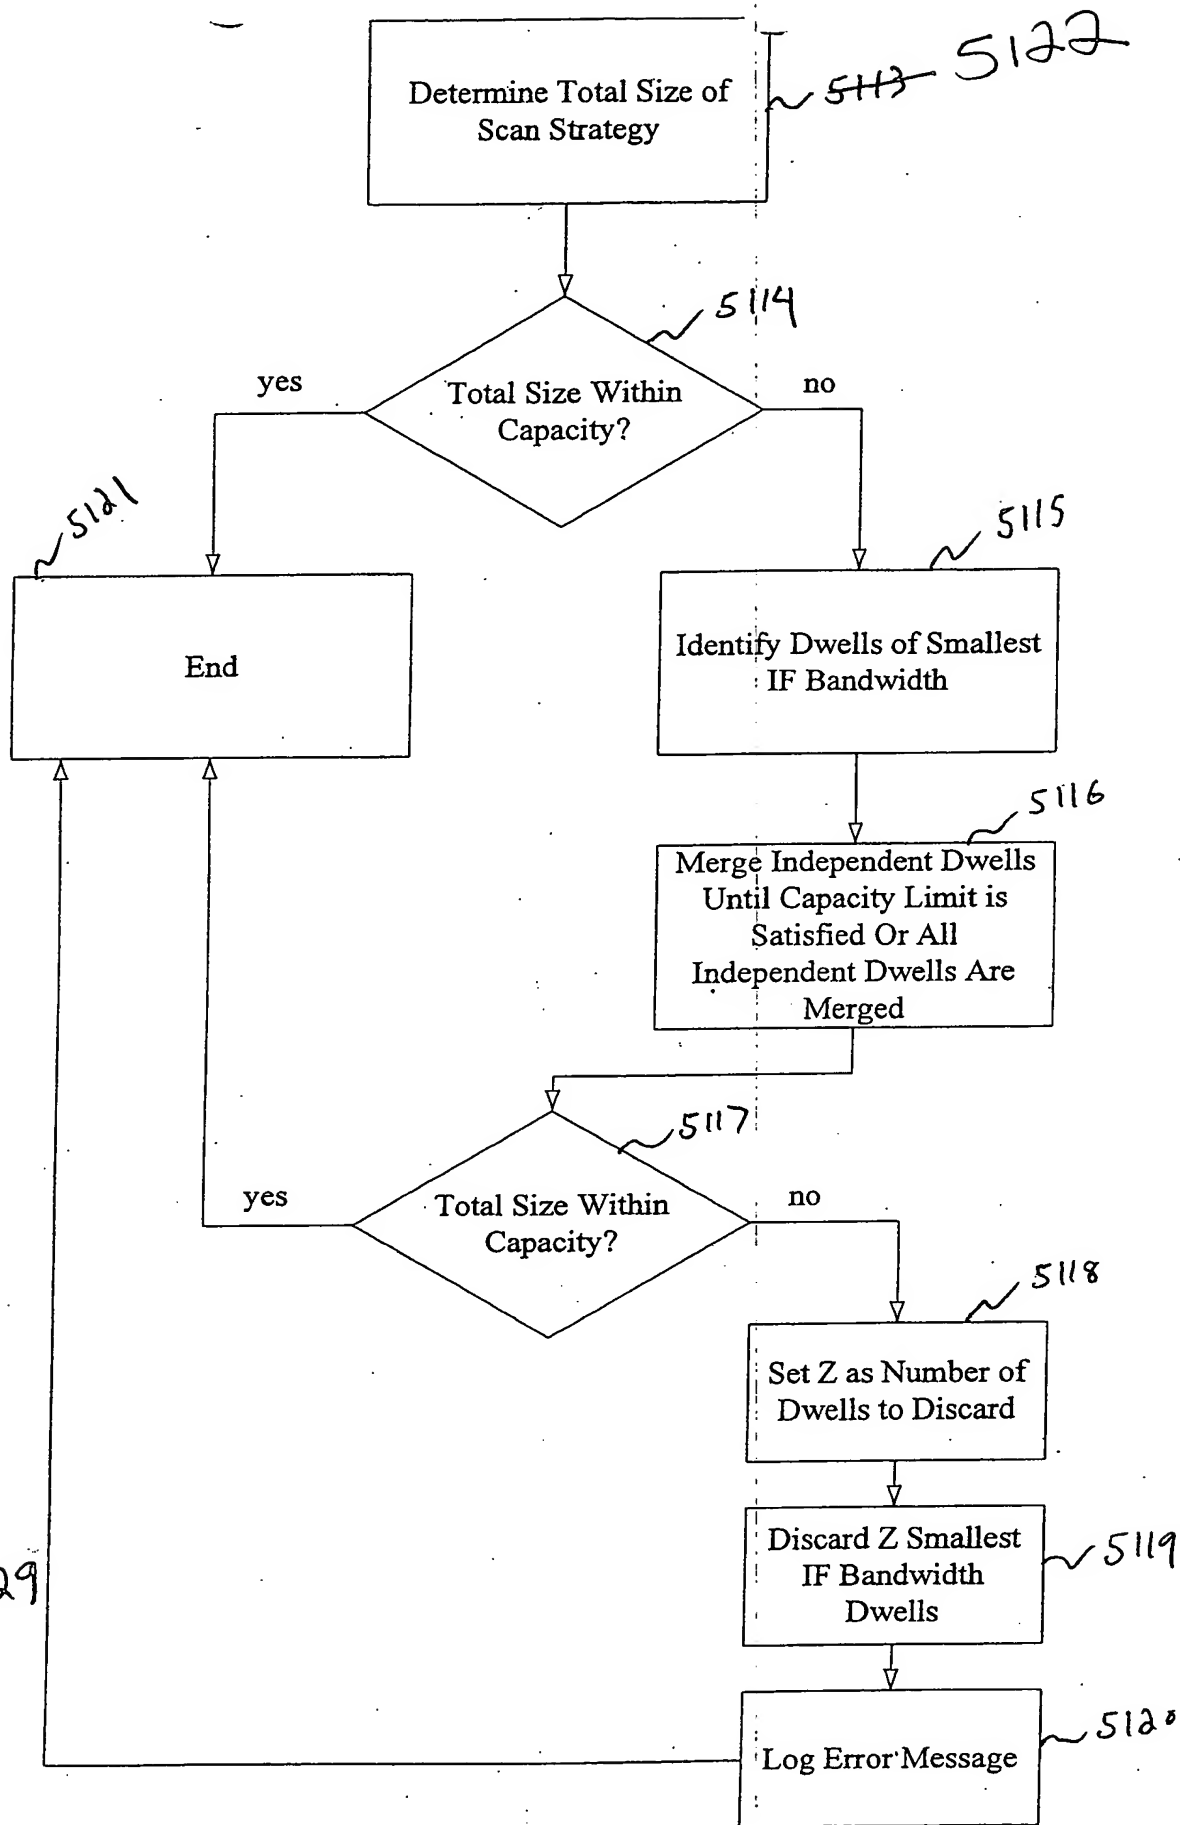 Determine Total Size of
Scan Strategy
5113 5122
5114
yes
Total Size Within
Capacity?
no
5121
5115
End
Identify Dwells of Smallest
IF Bandwidth
5116
Merge Independent Dwells
Until Capacity Limit is
Satisfied Or All
Independent Dwells Are
Merged
5117
yes
Total Size Within
Capacity?
no
5118
Set Z as Number of
Dwells to Discard
Discard Z Smallest
IF Bandwidth
Dwells
5119
29
5120
Log Error Message